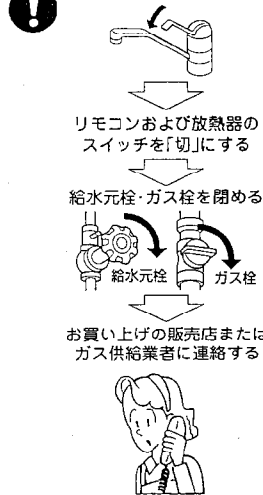 リモコンおよび放熱器の
スイッチを「切」にする
給水元栓・ガス栓を閉める
給水元栓
ガス栓
お買い上げの販売店または
ガス供給業者に連絡する